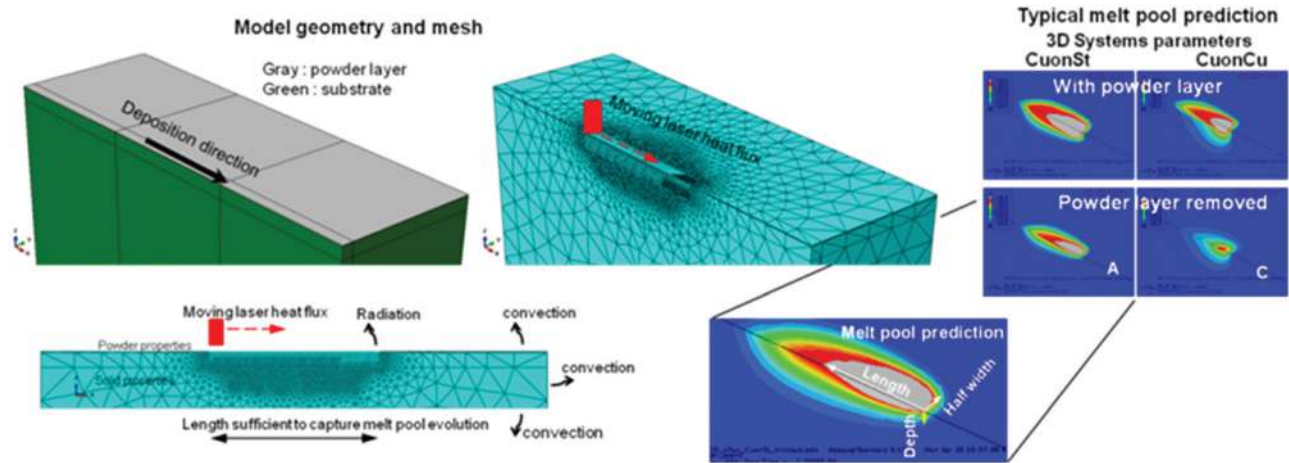 Model geometry and mesh
Gray : powder layer
Green : substrate
Deposition direction
Moving laser heat flux
Typical melt pool prediction
3D Systems parameters
CuonSt
CuonCu
With powder layer
Powder layer removed
A
C
Moving laser heat flux
Radiation
convection
Powder properties
Solid properties
convection
Length sufficient to capture melt pool evolution
convection
Melt pool prediction
Length
Half width
Depth